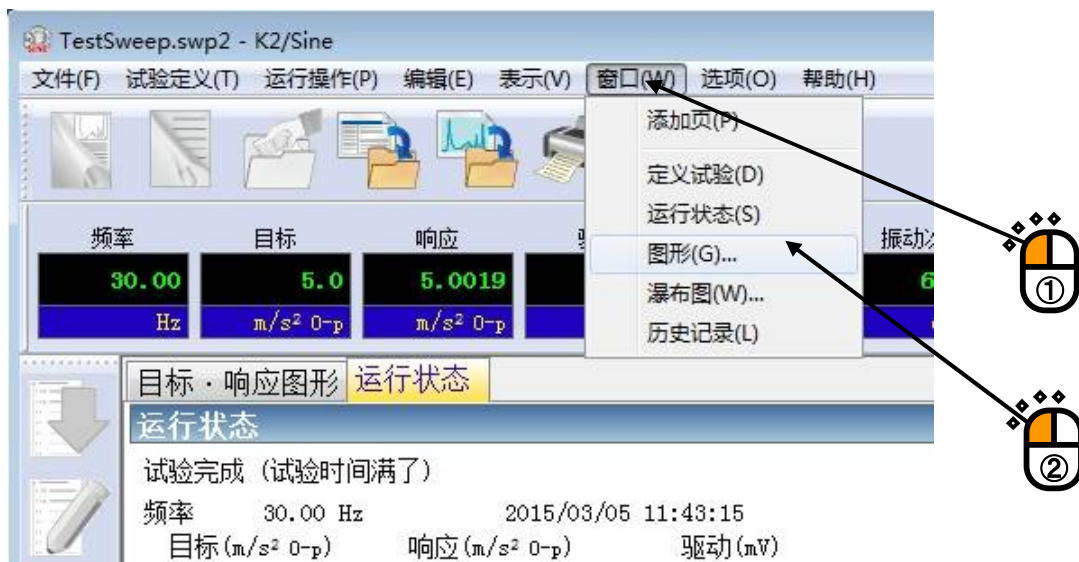 TestSweep.swp2 - K2/Sine
文件(F) 试验定义(T) 运行操作(P) 编辑(E) 表示(V) 窗口(W) 选项(O) 帮助(H)
添加页(P)
定义试验(D)
运行状态(S)
图形(G)...
瀑布图(W)...
历史记录(L)
频率 目标 响应 振动
30.00 5.0 5.0019 6
Hz m/s² 0-p m/s² 0-p
①
目标・响应图形 运行状态
运行状态
试验完成 (试验时间满了)
频率 30.00 Hz 2015/03/05 11:43:15
目标(m/s² 0-p) 响应(m/s² 0-p) 驱动(mV)
②